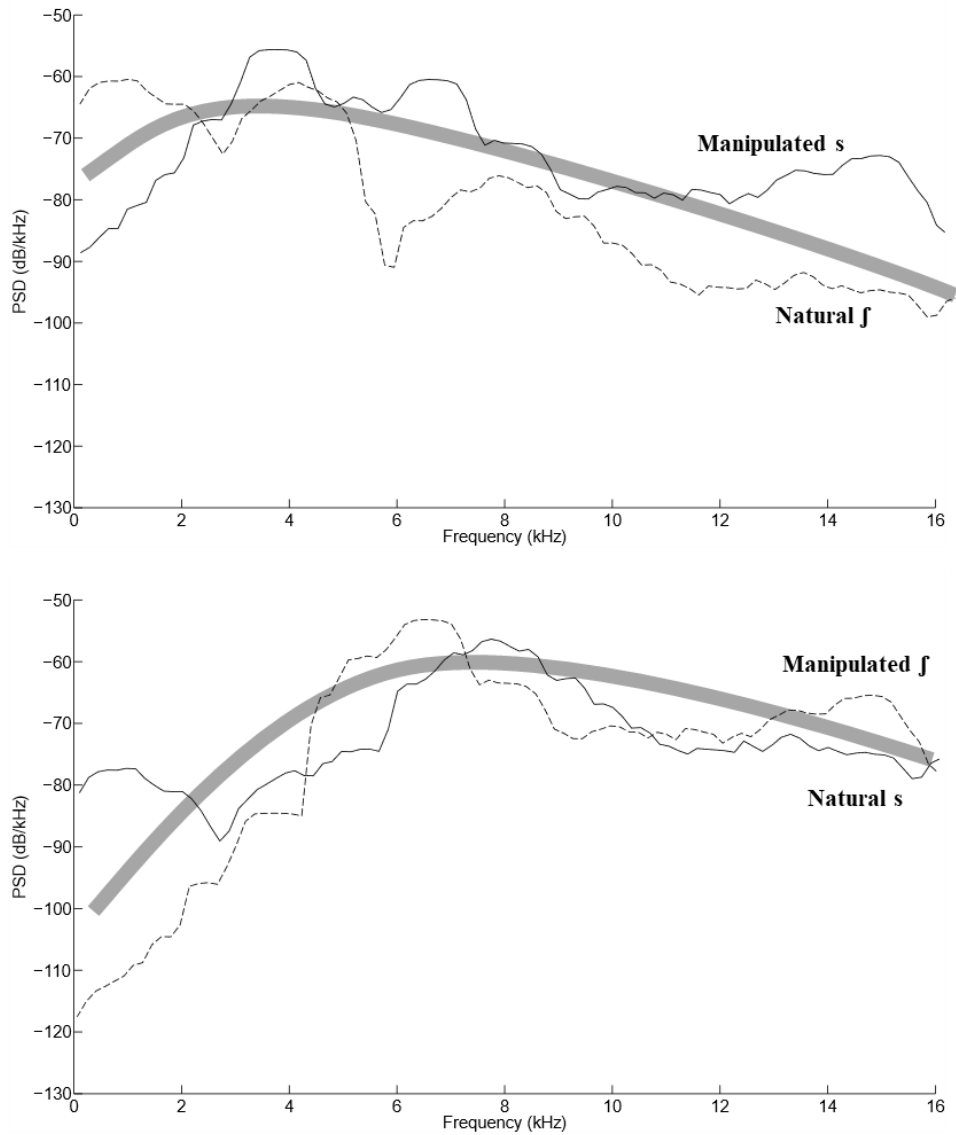 −50
−60
−70
−80
−90
−100
−110
−120
−130
PSD (dB/kHz)
Manipulated s
Natural ʃ
0 2 4 6 8 10 12 14 16
Frequency (kHz)
−50
−60
−70
−80
−90
−100
−110
−120
−130
PSD (dB/kHz)
Manipulated ʃ
Natural s
0 2 4 6 8 10 12 14 16
Frequency (kHz)